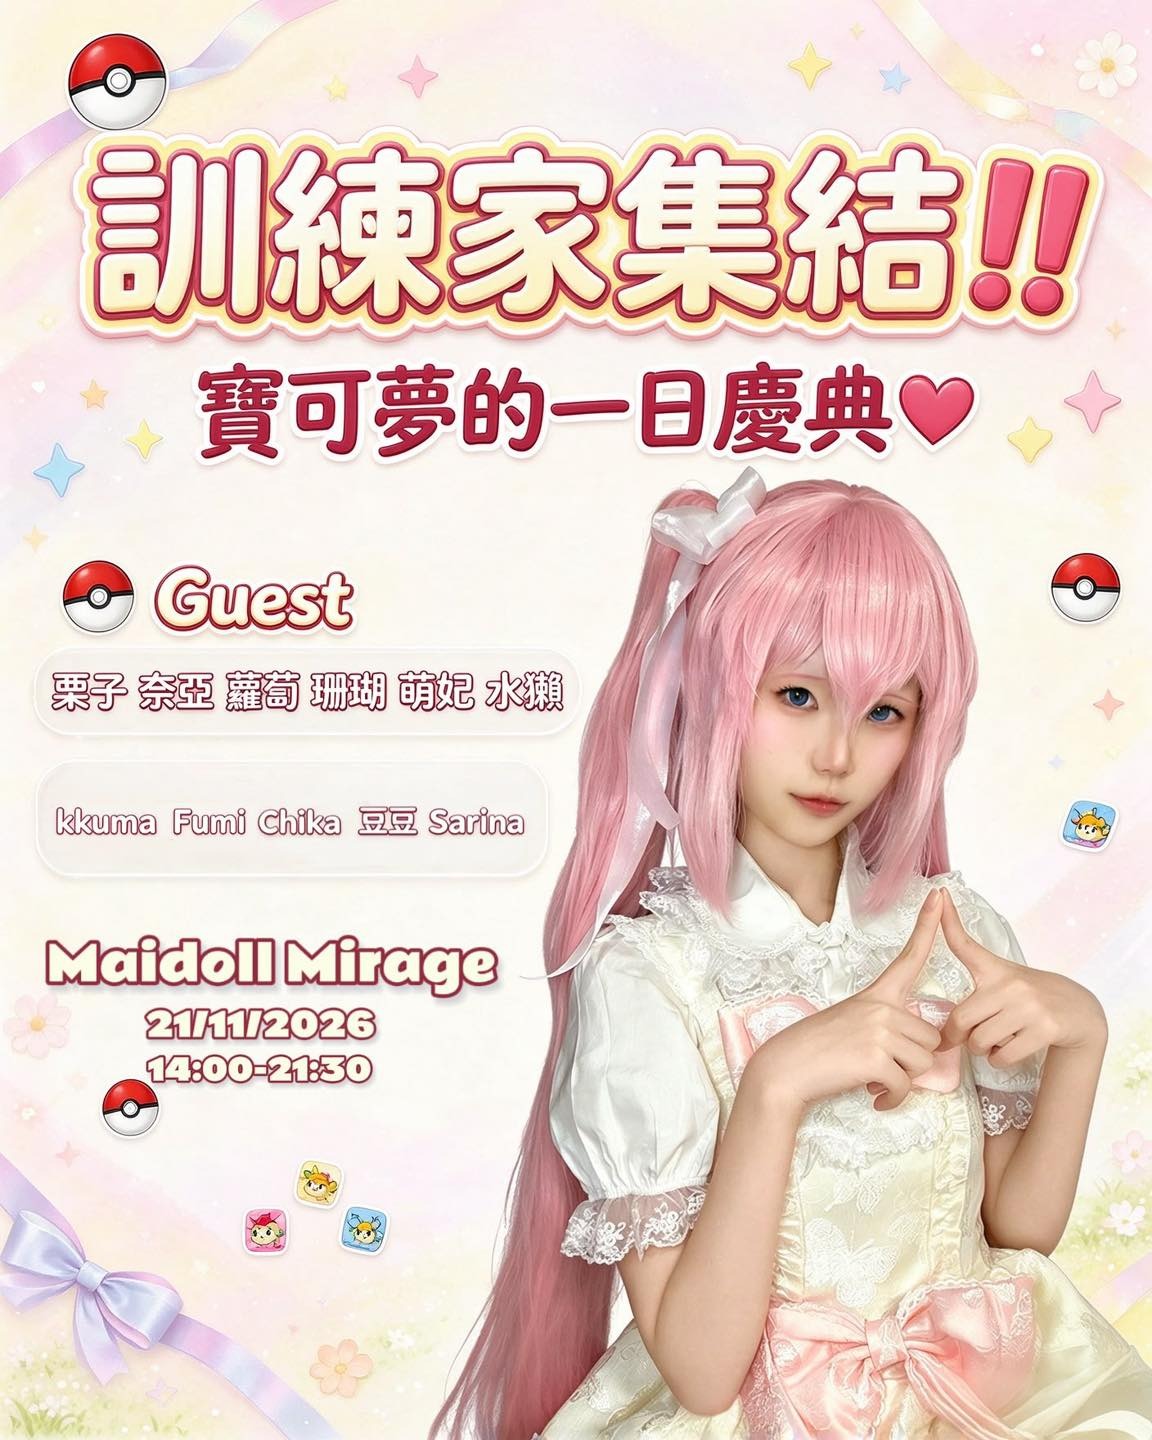 訓練家集結!!
寶可夢的一日慶典♥
Guest
栗子 奈亞 蘿蔔 珊瑚 萌妃 水獺
kkuma Fumi Chika 豆豆 Sarina
Maidoll Mirage
21/11/2026
14:00-21:30